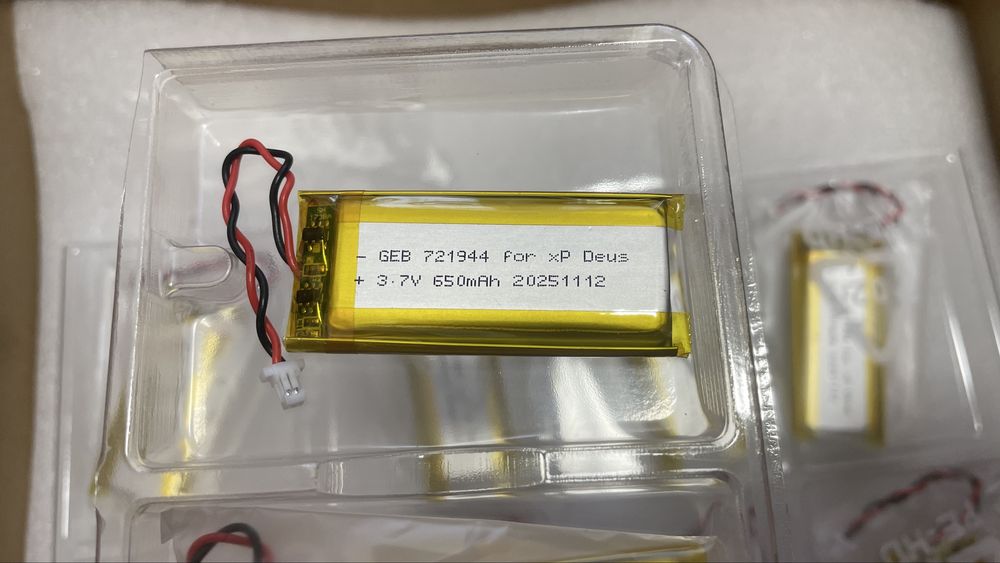 - GEB 721944 for xP Deus
+ 3.7V 650mAh 20251112